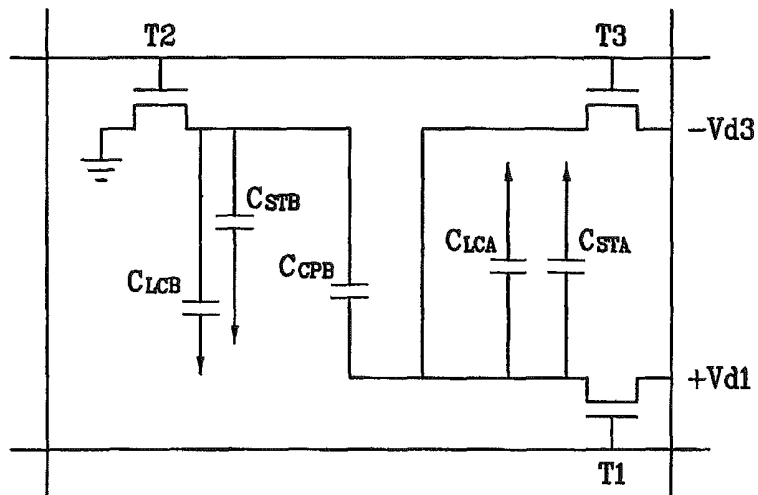 T2
T3
-Vd3
CSTB
CLCA
CSTA
CCPB
CLCB
+Vd1
T1